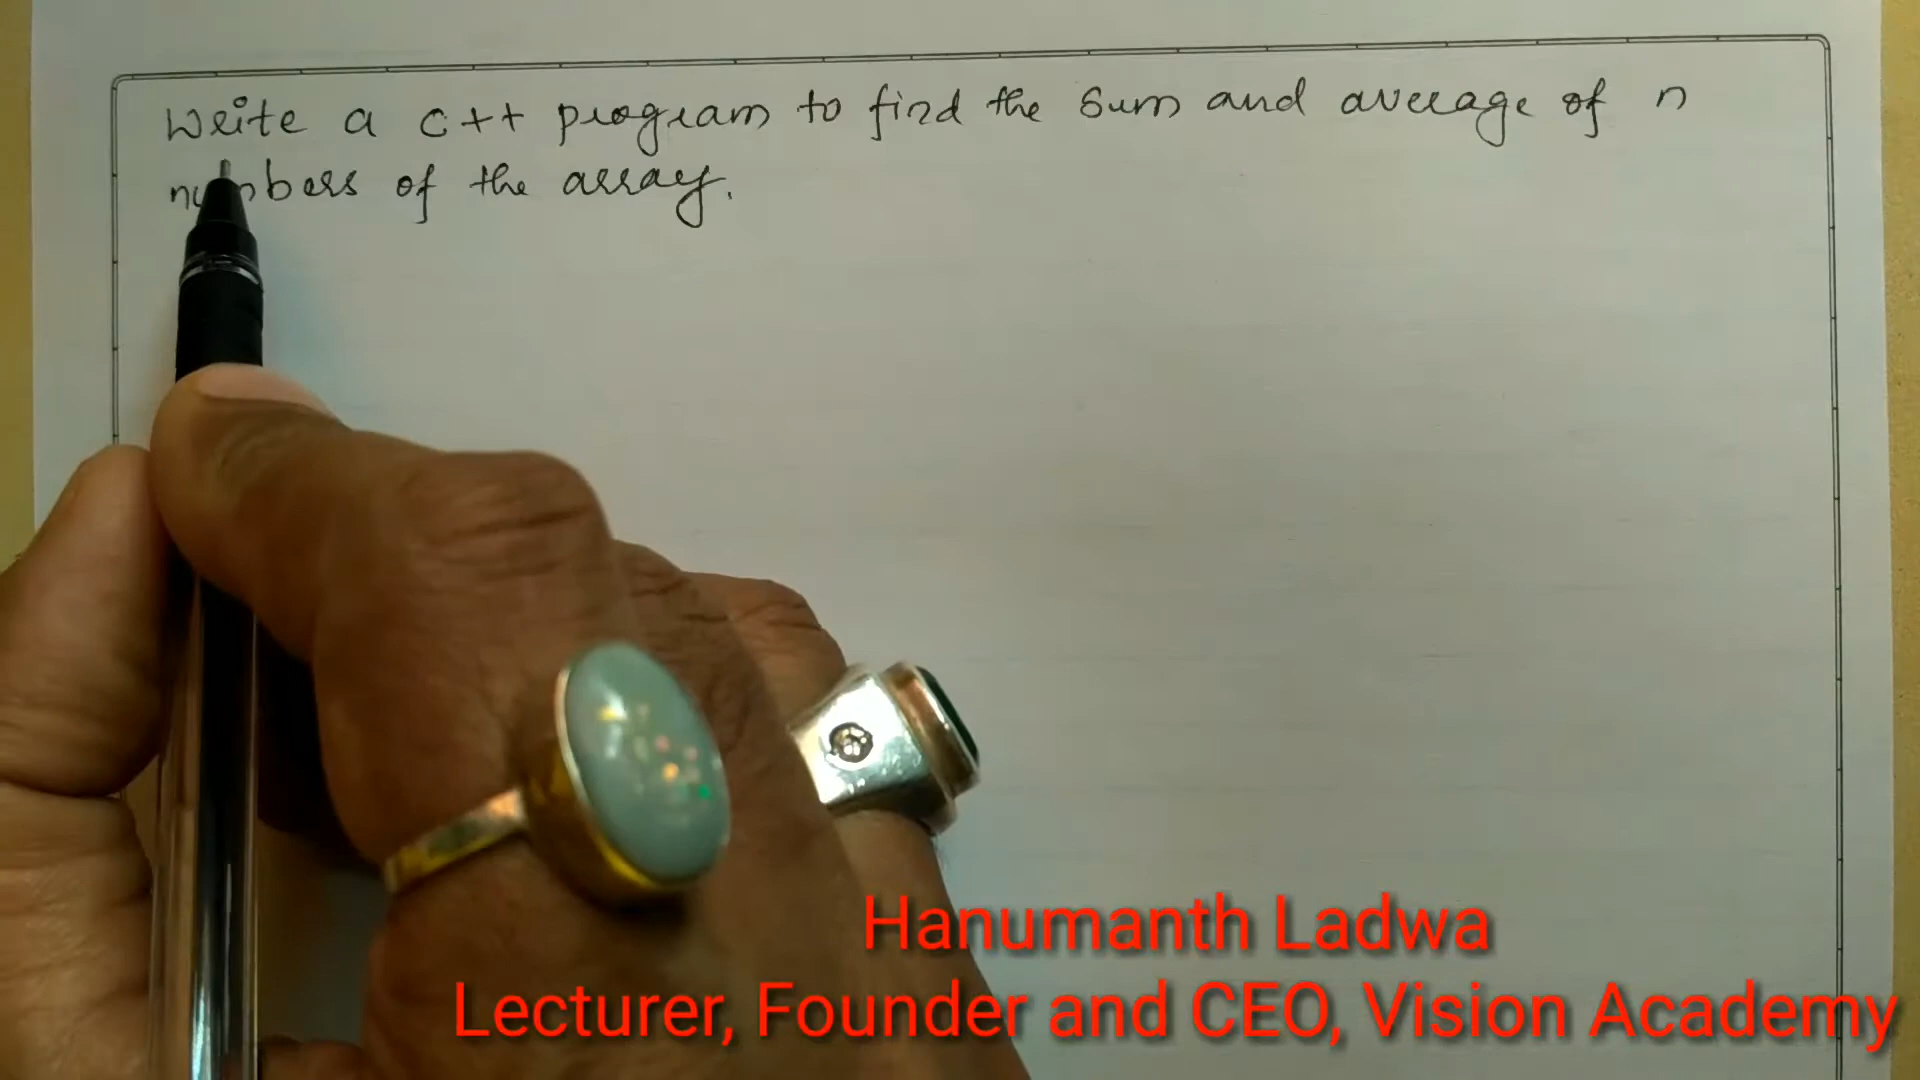 Write a c++ program to find the sum and average of n
numbers of the array.
Hanumanth Ladwa
Lecturer, Founder and CEO, Vision Academy